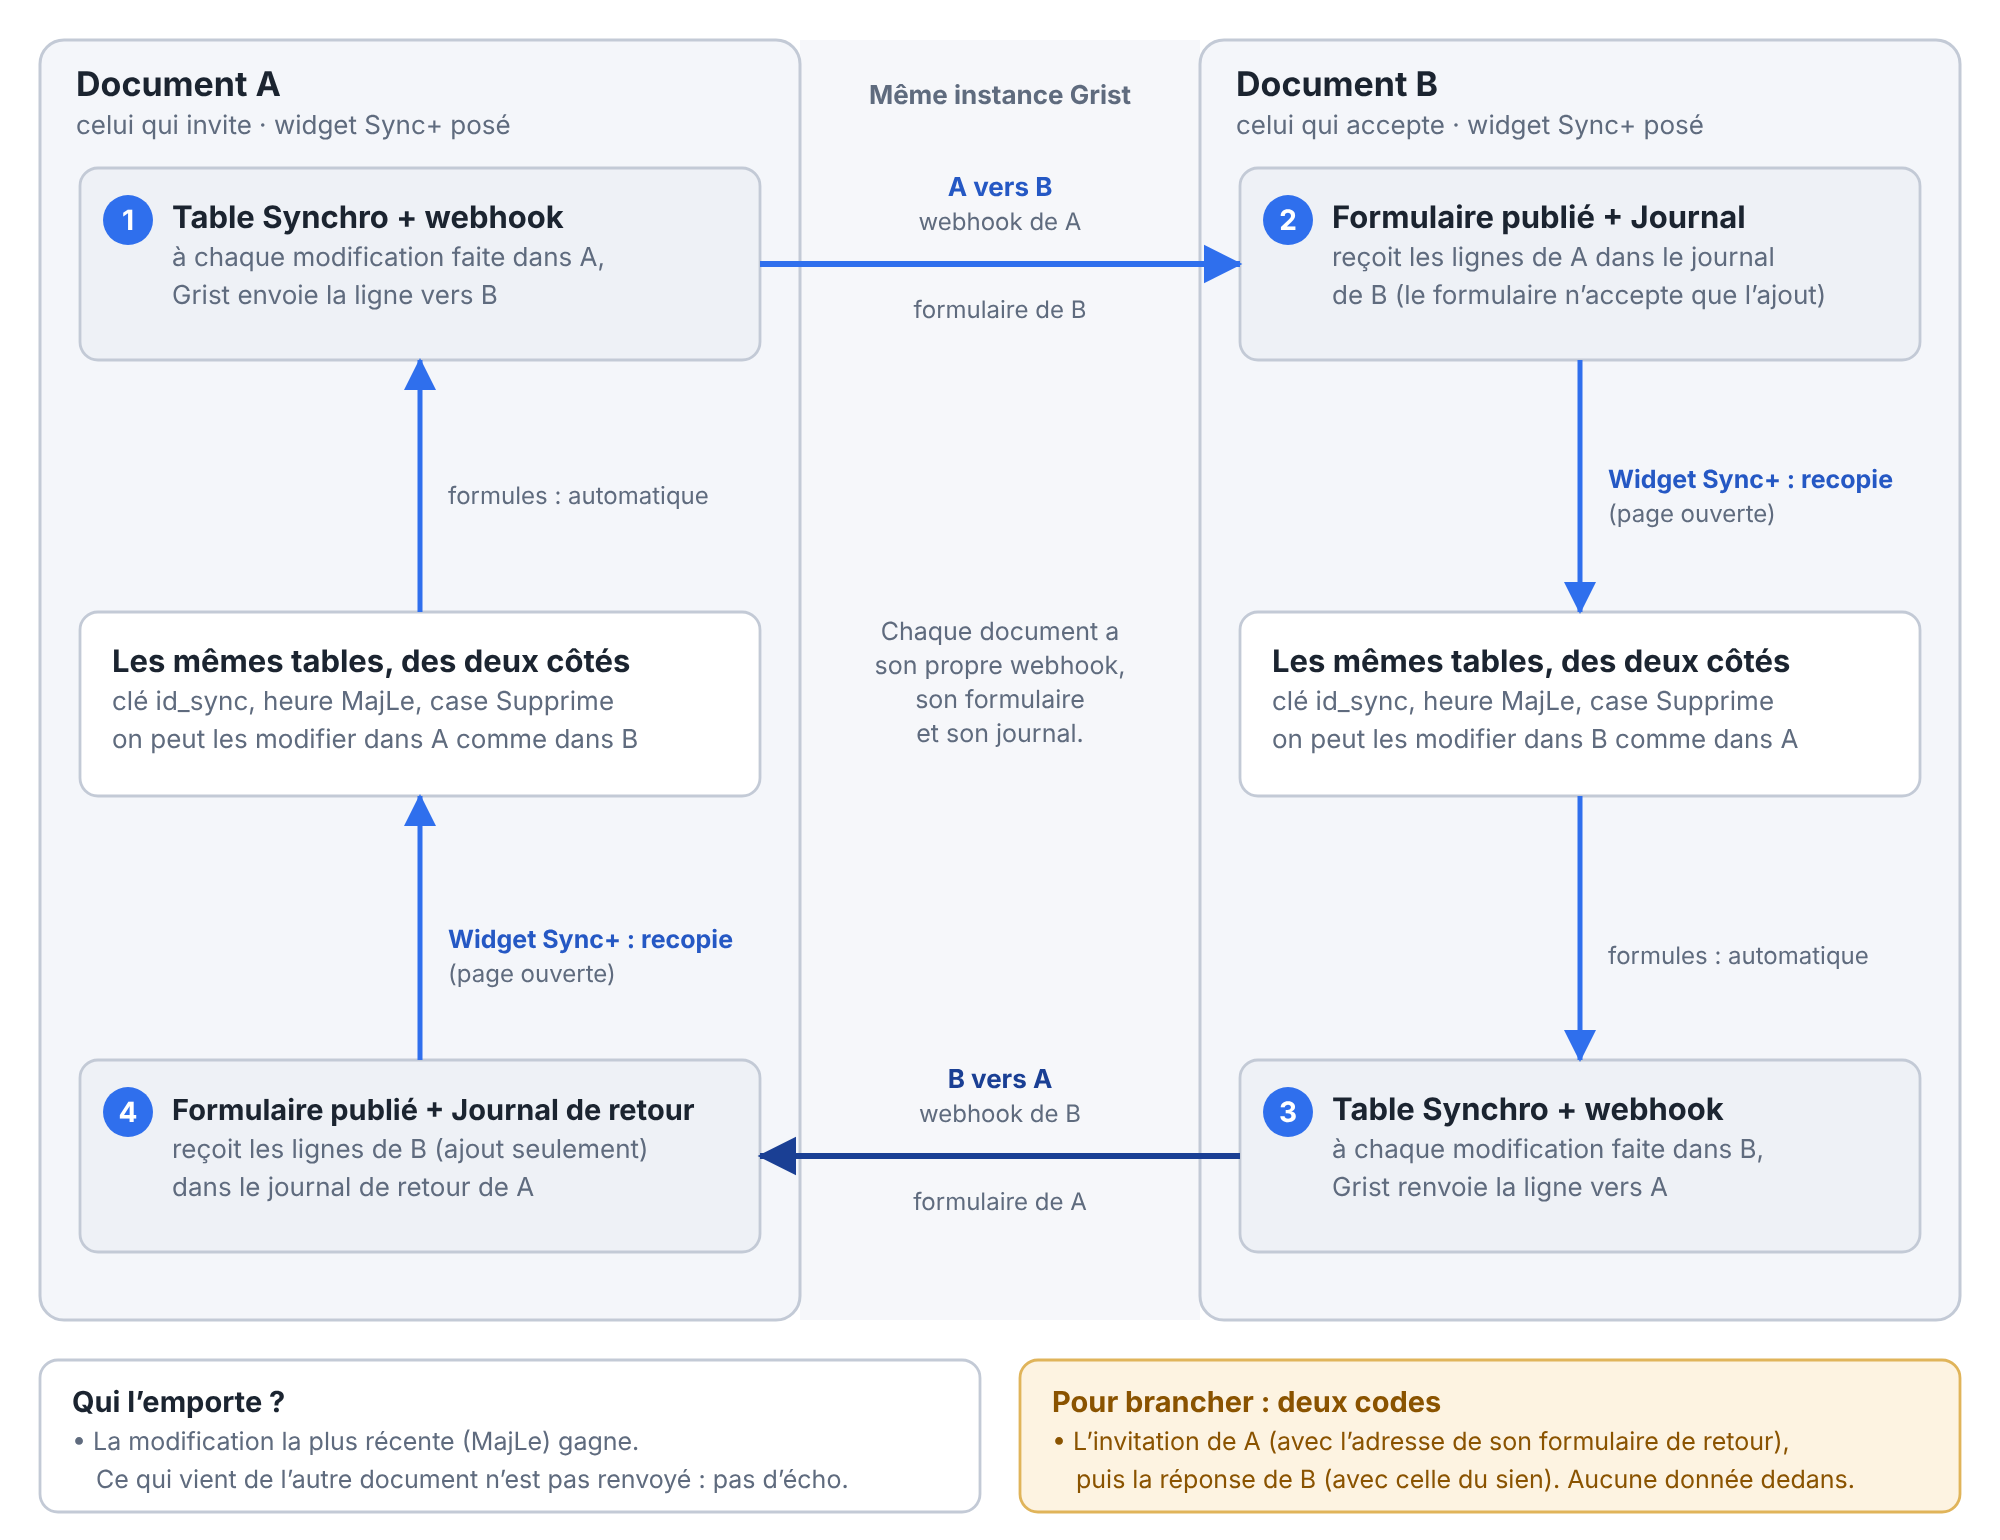 Document A
celui qui invite · widget Sync+ posé
1
Table Synchro + webhook
à chaque modification faite dans A,
Grist envoie la ligne vers B
formules : automatique
Les mêmes tables, des deux côtés
clé id_sync, heure MajLe, case Supprime
on peut les modifier dans A comme dans B
Widget Sync+ : recopie
(page ouverte)
4
Formulaire publié + Journal de retour
reçoit les lignes de B (ajout seulement)
dans le journal de retour de A
Même instance Grist
A vers B
webhook de A
formulaire de B
Chaque document a
son propre webhook,
son formulaire
et son journal.
B vers A
webhook de B
formulaire de A
Document B
celui qui accepte · widget Sync+ posé
2
Formulaire publié + Journal
reçoit les lignes de A dans le journal
de B (le formulaire n’accepte que l’ajout)
Widget Sync+ : recopie
(page ouverte)
Les mêmes tables, des deux côtés
clé id_sync, heure MajLe, case Supprime
on peut les modifier dans B comme dans A
formules : automatique
3
Table Synchro + webhook
à chaque modification faite dans B,
Grist renvoie la ligne vers A
Qui l’emporte ?
• La modification la plus récente (MajLe) gagne.
Ce qui vient de l’autre document n’est pas renvoyé : pas d’écho.
Pour brancher : deux codes
• L’invitation de A (avec l’adresse de son formulaire de retour),
puis la réponse de B (avec celle du sien). Aucune donnée dedans.